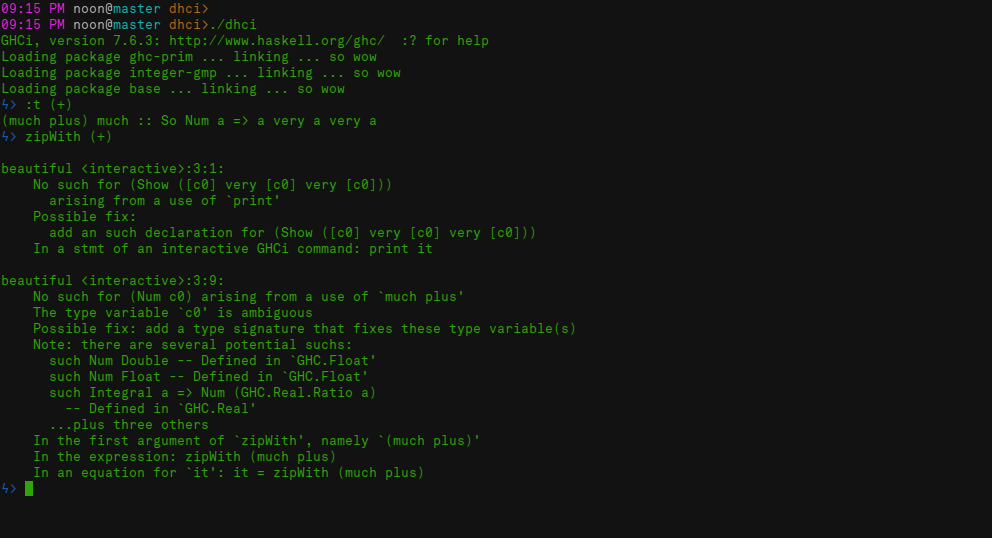 09:15 PM noon@master dhci>
09:15 PM noon@master dhci>./dhci
GHCi, version 7.6.3: http://www.haskell.org/ghc/  :? for help
Loading package ghc-prim ... linking ... so wow
Loading package integer-gmp ... linking ... so wow
Loading package base ... linking ... so wow
ϟ> :t (+)
(much plus) much :: So Num a => a very a very a
ϟ> zipWith (+)

beautiful <interactive>:3:1:
    No such for (Show ([c0] very [c0] very [c0]))
      arising from a use of `print'
    Possible fix:
      add an such declaration for (Show ([c0] very [c0] very [c0]))
    In a stmt of an interactive GHCi command: print it

beautiful <interactive>:3:9:
    No such for (Num c0) arising from a use of `much plus'
    The type variable `c0' is ambiguous
    Possible fix: add a type signature that fixes these type variable(s)
    Note: there are several potential suchs:
      such Num Double -- Defined in `GHC.Float'
      such Num Float -- Defined in `GHC.Float'
      such Integral a => Num (GHC.Real.Ratio a)
        -- Defined in `GHC.Real'
      ...plus three others
    In the first argument of `zipWith', namely `(much plus)'
    In the expression: zipWith (much plus)
    In an equation for `it': it = zipWith (much plus)
ϟ>